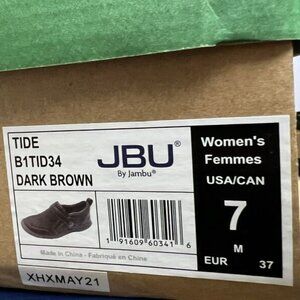 TIDE
B1TID34
DARK BROWN
JBU®
By Jambu®
1 91609 60341 6
Made in China - Fabriqué en Chine
Women's
Femmes
USA/CAN
7
M
EUR 37
XHXMAY21